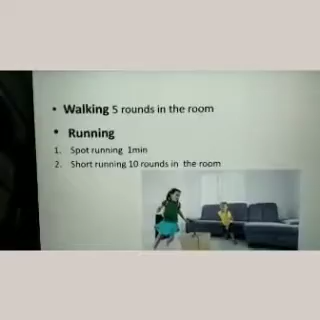 • Walking 5 rounds in the room
• Running
1. Spot running 1min
2. Short running 10 rounds in the room